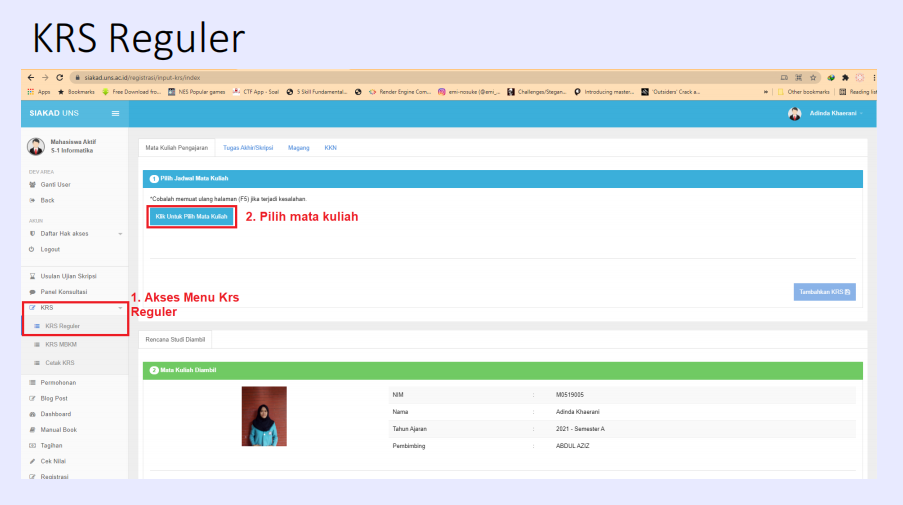 KRS Reguler
siakad.uns.ac.id/registrasi/input-krs/index
Apps Bookmarks Free Download fro... NES Popular games CTF App - Soal 5 Skill Fundamental... Render Engine Com... erni-nosuke (@erni_... Challenges/Stegan... Introducing master... 'Outsiders' Crack a... » Other bookmarks Reading list
SIAKAD UNS
Adinda Khaerani
Mahasiswa Aktif
S-1 Informatika
Mata Kuliah Pengajaran Tugas Akhir/Skripsi Magang KKN
DEV AREA
Ganti User
Back
AKUN
Daftar Hak akses
Logout
Usulan Ujian Skripsi
Panel Konsultasi
KRS
KRS Reguler
KRS MBKM
Cetak KRS
Permohonan
Blog Post
Dashboard
Manual Book
Tagihan
Cek Nilai
Registrasi
1 Pilih Jadwal Mata Kuliah
*Cobalah memuat ulang halaman (F5) jika terjadi kesalahan.
Klik Untuk Pilih Mata Kuliah
2. Pilih mata kuliah
1. Akses Menu Krs
Reguler
Tambahkan KRS
Rencana Studi Diambil
2 Mata Kuliah Diambil
NIM : M0519005
Nama : Adinda Khaerani
Tahun Ajaran : 2021 - Semester A
Pembimbing : ABDUL AZIZ